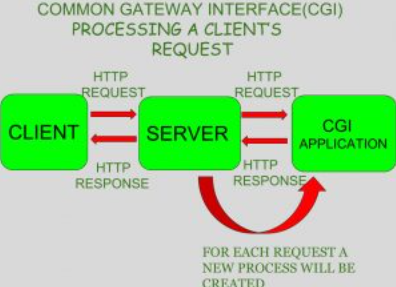 COMMON GATEWAY INTERFACE(CGI)
PROCESSING A CLIENT'S
REQUEST
HTTP
REQUEST
HTTP
REQUEST
CLIENT
SERVER
CGI
APPLICATION
HTTP
RESPONSE
HTTP
RESPONSE
FOR EACH REQUEST A
NEW PROCESS WILL BE
CREATED